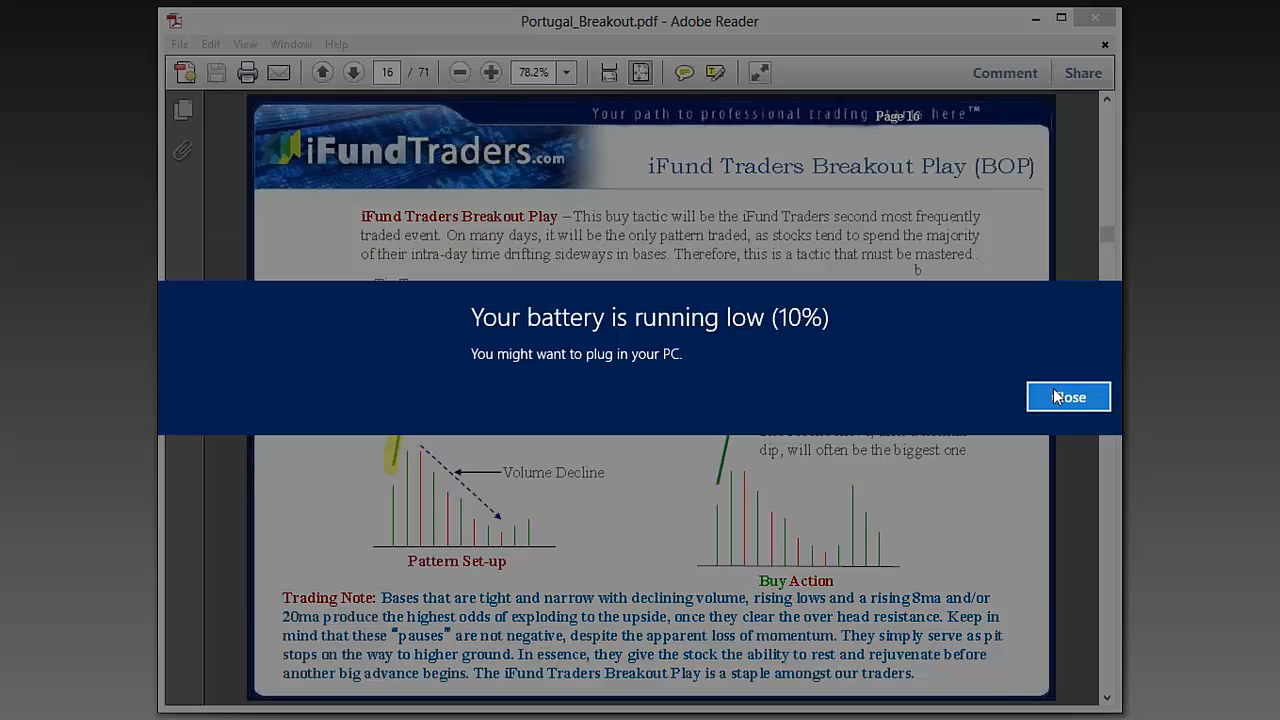 Portugal_Breakout.pdf - Adobe Reader
File Edit View Window Help
16 / 71 78.2% Comment Share
Your path to professional trading starts here™
Page 16
iFundTraders.com
iFund Traders Breakout Play (BOP)
iFund Traders Breakout Play – This buy tactic will be the iFund Traders second most frequently
traded event. On many days, it will be the only pattern traded, as stocks tend to spend the majority
of their intra-day time drifting sideways in bases. Therefore, this is a tactic that must be mastered..
b
Your battery is running low (10%)
You might want to plug in your PC.
Close
dip, will often be the biggest one.
Volume Decline
Pattern Set-up
Buy Action
Trading Note: Bases that are tight and narrow with declining volume, rising lows and a rising 8ma and/or
20ma produce the highest odds of exploding to the upside, once they clear the over head resistance. Keep in
mind that these "pauses" are not negative, despite the apparent loss of momentum. They simply serve as pit
stops on the way to higher ground. In essence, they give the stock the ability to rest and rejuvenate before
another big advance begins. The iFund Traders Breakout Play is a staple amongst our traders.